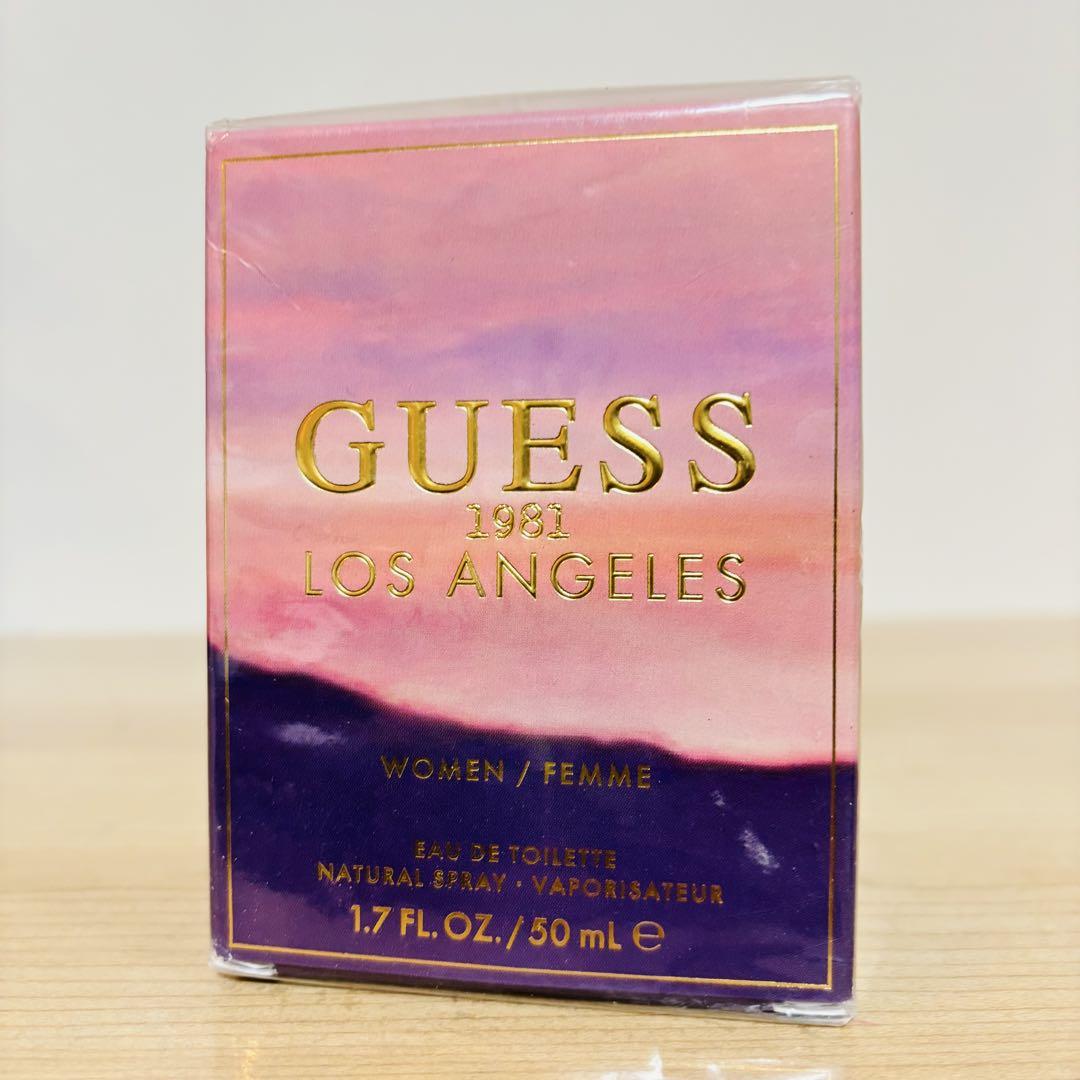 GUESS
1981
LOS ANGELES
WOMEN / FEMME
EAU DE TOILETTE
NATURAL SPRAY · VAPORISATEUR
1.7 FL. OZ. / 50 mL ℮